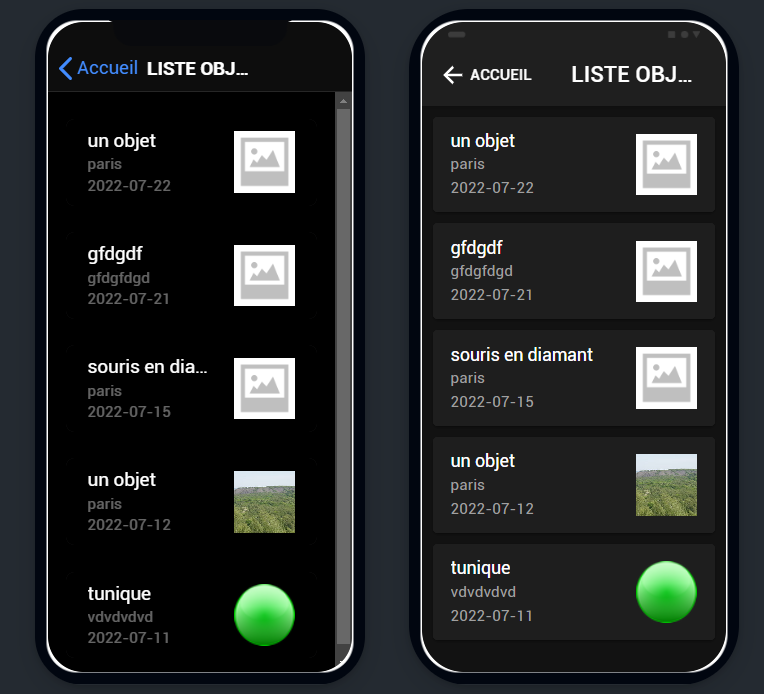 Accueil LISTE OBJ...
un objet
paris
2022-07-22
gfdgdf
gfdgfdgd
2022-07-21
souris en dia...
paris
2022-07-15
un objet
paris
2022-07-12
tunique
vdvdvdvd
2022-07-11
ACCUEIL LISTE OBJ...
un objet
paris
2022-07-22
gfdgdf
gfdgfdgd
2022-07-21
souris en diamant
paris
2022-07-15
un objet
paris
2022-07-12
tunique
vdvdvdvd
2022-07-11